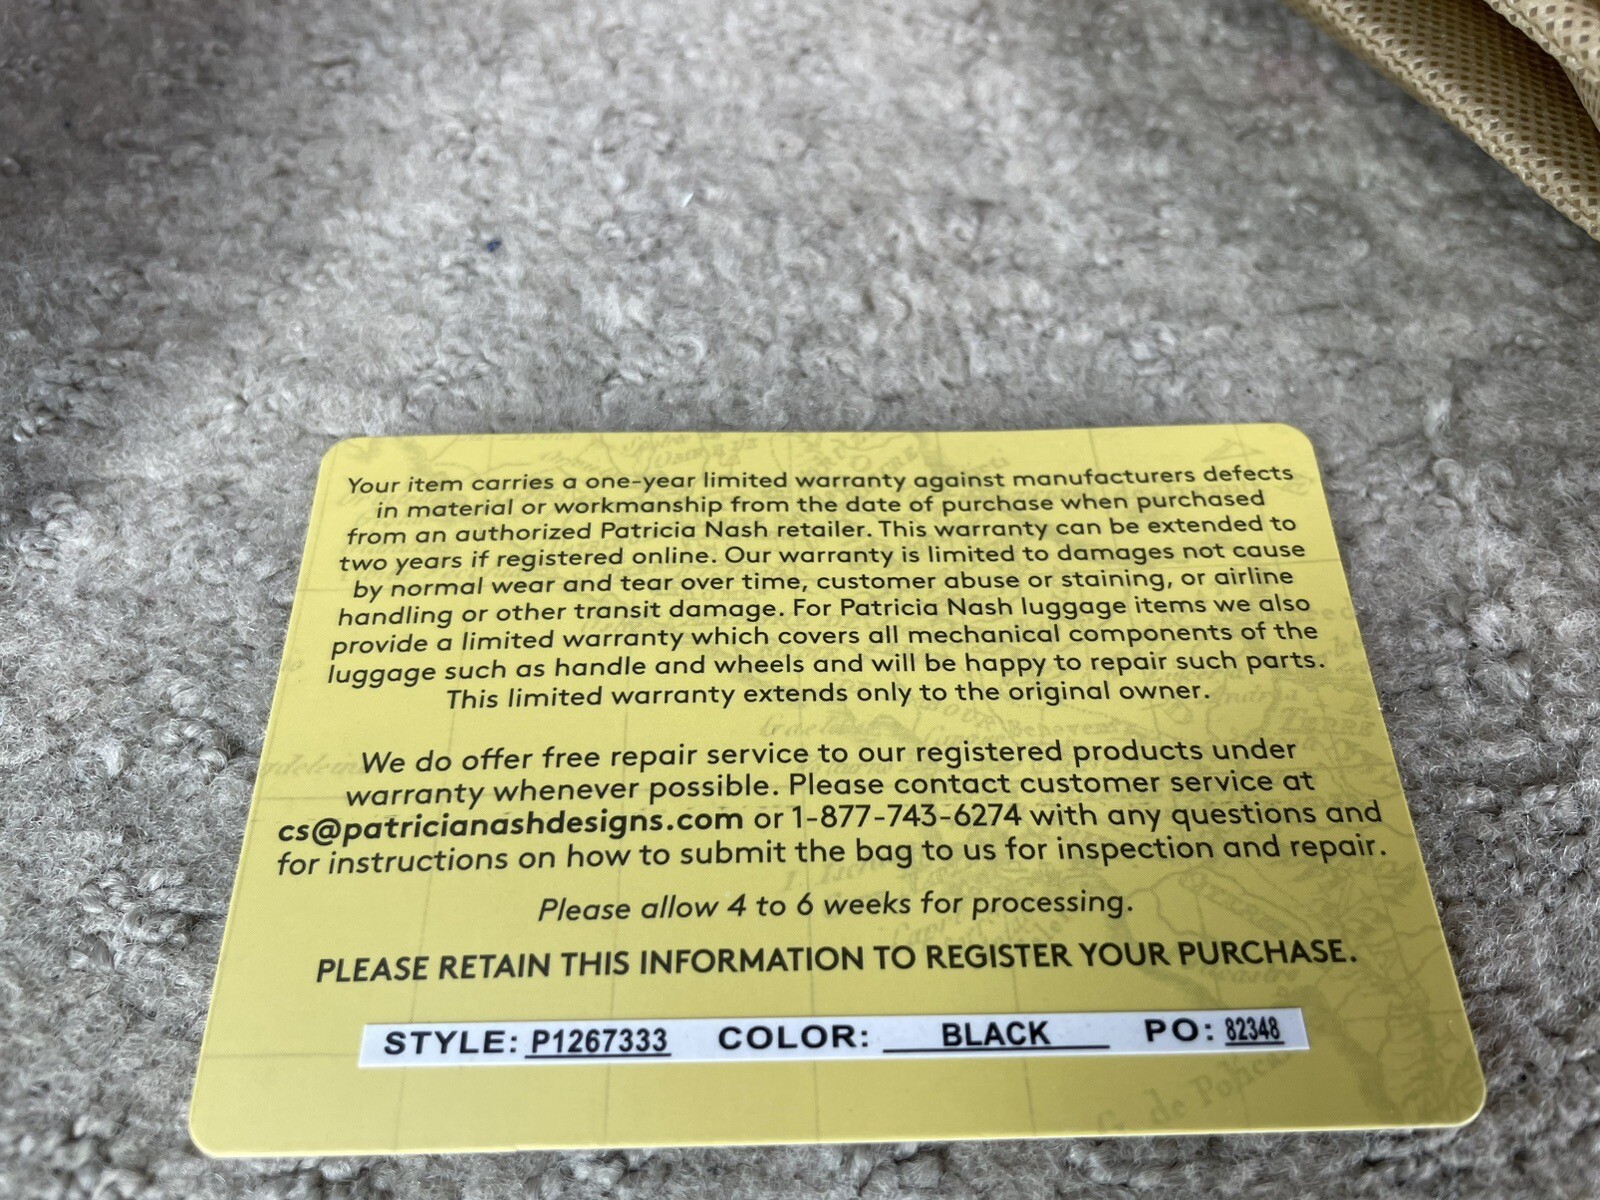 Your item carries a one-year limited warranty against manufacturers defects
in material or workmanship from the date of purchase when purchased
from an authorized Patricia Nash retailer. This warranty can be extended to
two years if registered online. Our warranty is limited to damages not cause
by normal wear and tear over time, customer abuse or staining, or airline
handling or other transit damage. For Patricia Nash luggage items we also
provide a limited warranty which covers all mechanical components of the
luggage such as handle and wheels and will be happy to repair such parts.
This limited warranty extends only to the original owner.
We do offer free repair service to our registered products under
warranty whenever possible. Please contact customer service at
cs@patricianashdesigns.com or 1-877-743-6274 with any questions and
for instructions on how to submit the bag to us for inspection and repair.
Please allow 4 to 6 weeks for processing.
PLEASE RETAIN THIS INFORMATION TO REGISTER YOUR PURCHASE.
STYLE: P1267333 COLOR: BLACK PO: 82348